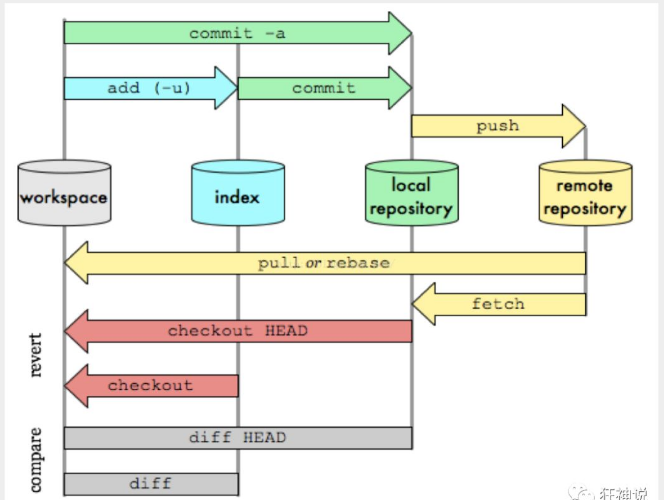 commit -a
add (-u)
commit
push
workspace
index
local
repository
remote
repository
pull or rebase
fetch
revert
checkout HEAD
checkout
compare
diff HEAD
diff
狂神说